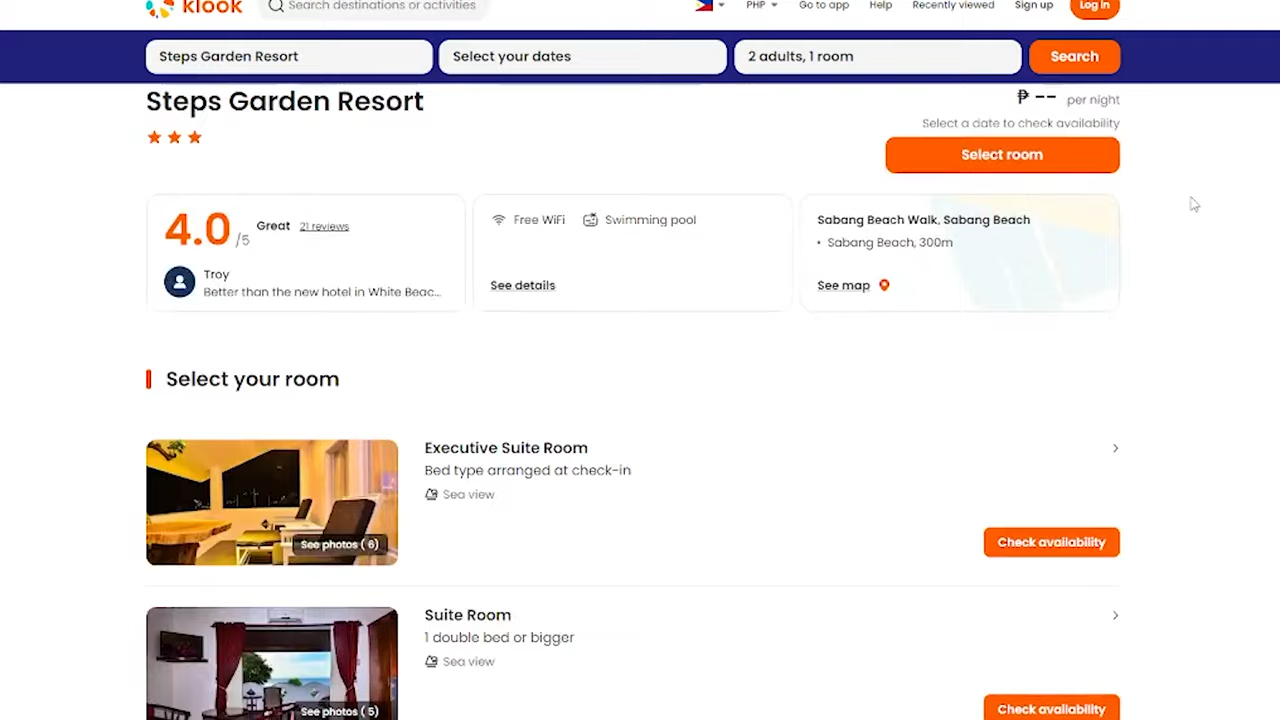 klook
Search destinations or activities
PHP
Go to app
Help
Recently viewed
Sign up
Log in
Steps Garden Resort
Select your dates
2 adults, 1 room
Search
Steps Garden Resort
₱ -- per night
Select a date to check availability
Select room
4.0 /5 Great 21 reviews
Troy
Better than the new hotel in White Beac...
Free WiFi
Swimming pool
See details
Sabang Beach Walk, Sabang Beach
• Sabang Beach, 300m
See map
Select your room
See photos ( 6)
Executive Suite Room
Bed type arranged at check-in
Sea view
Check availability
See photos ( 5)
Suite Room
1 double bed or bigger
Sea view
Check availability